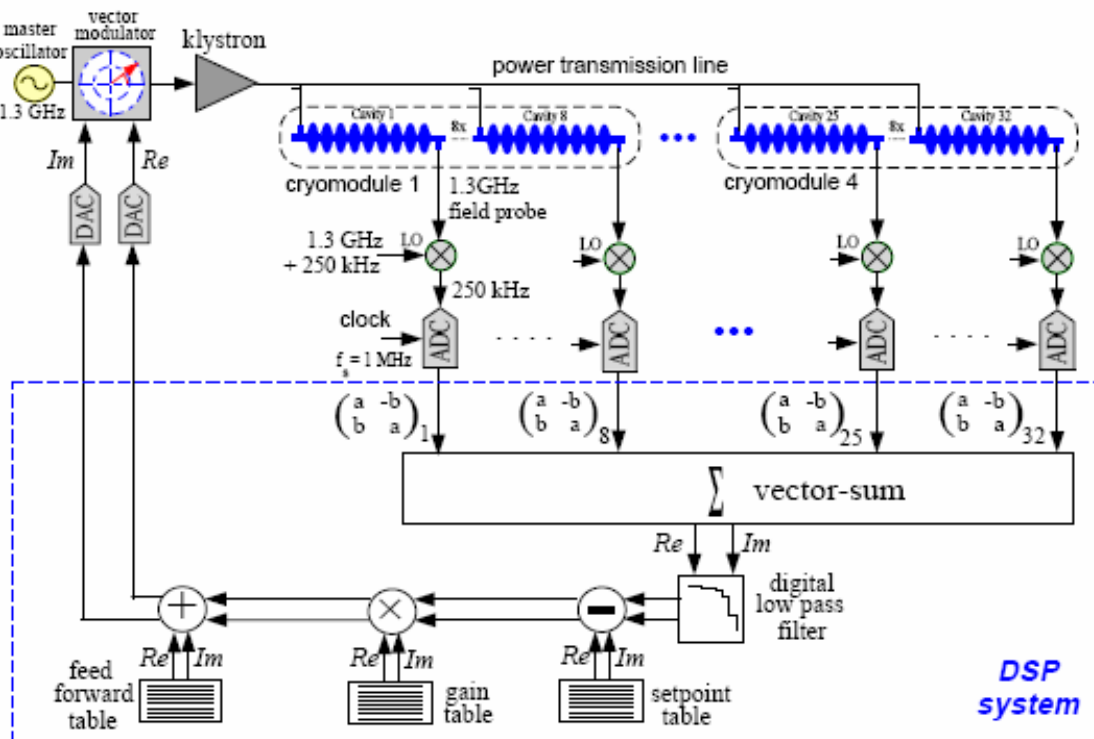 master
oscillator
1.3 GHz
vector
modulator
klystron
power transmission line
Cavity 1
8x
Cavity 8
Cavity 25
8x
Cavity 32
cryomodule 1
cryomodule 4
Im
Re
DAC
DAC
1.3GHz
field probe
1.3 GHz
+ 250 kHz
LO
LO
LO
LO
250 kHz
clock
f_s = 1 MHz
ADC
ADC
ADC
ADC
a -b
b a
1
a -b
b a
8
a -b
b a
25
a -b
b a
32
Σ vector-sum
Re Im
digital
low pass
filter
+
×
−
Re Im
Re Im
Re Im
feed
forward
table
gain
table
setpoint
table
DSP
system